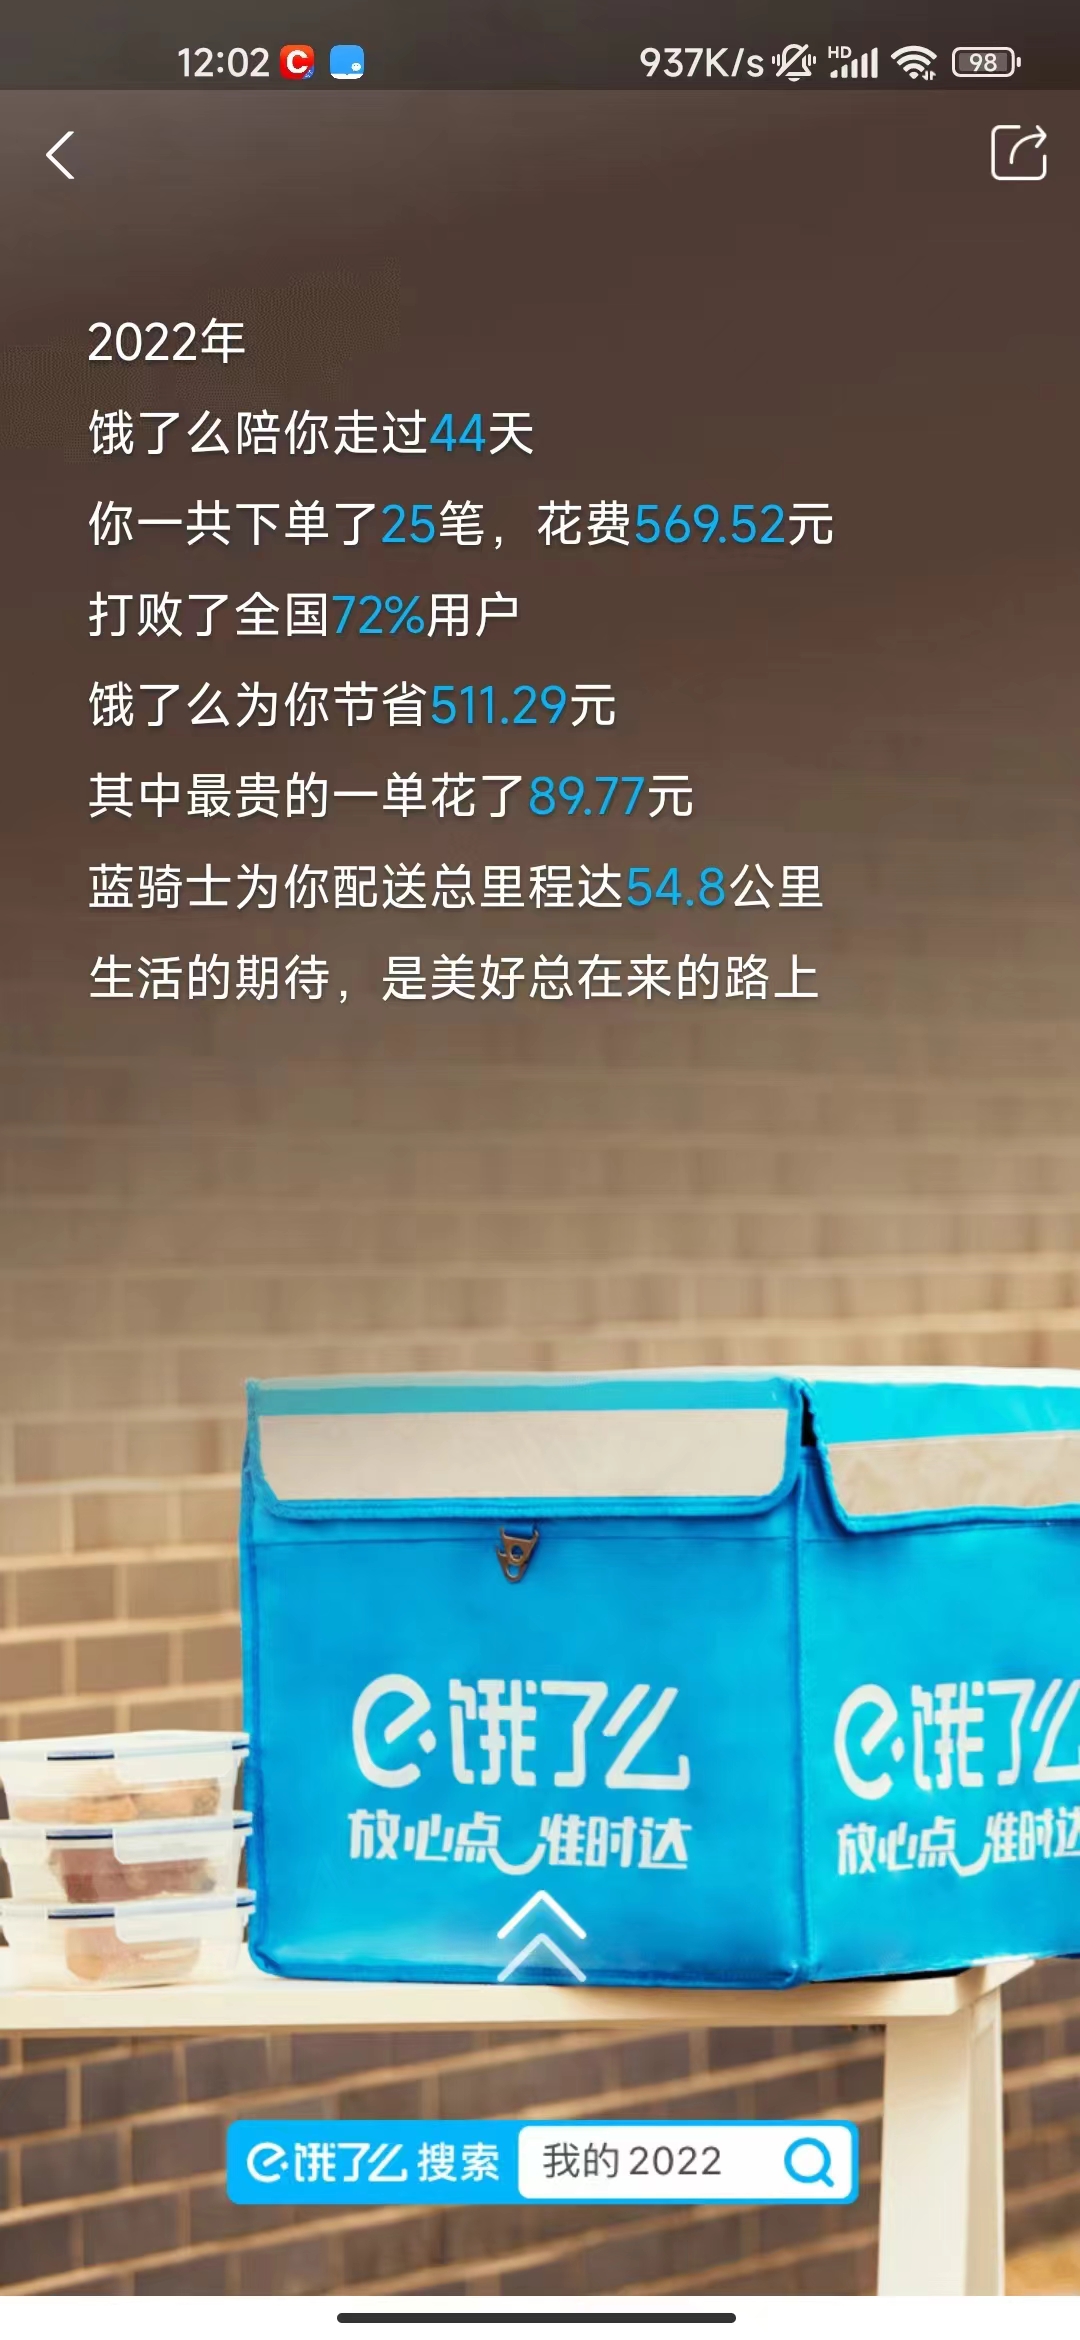 12:02
937K/s HD 98
2022年
饿了么陪你走过44天
你一共下单了25笔，花费569.52元
打败了全国72%用户
饿了么为你节省511.29元
其中最贵的一单花了89.77元
蓝骑士为你配送总里程达54.8公里
生活的期待，是美好总在来的路上
饿了么
放心点 准时达
饿了么
放心点 准时达
饿了么 搜索 我的2022